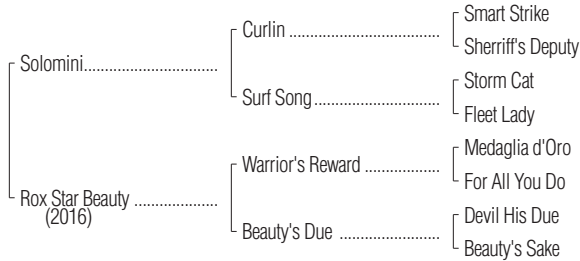 Smart Strike
Curlin
Sherriff's Deputy
Solomini
Storm Cat
Surf Song
Fleet Lady
Medaglia d'Oro
Warrior's Reward
For All You Do
Rox Star Beauty
(2016)
Devil His Due
Beauty's Due
Beauty's Sake